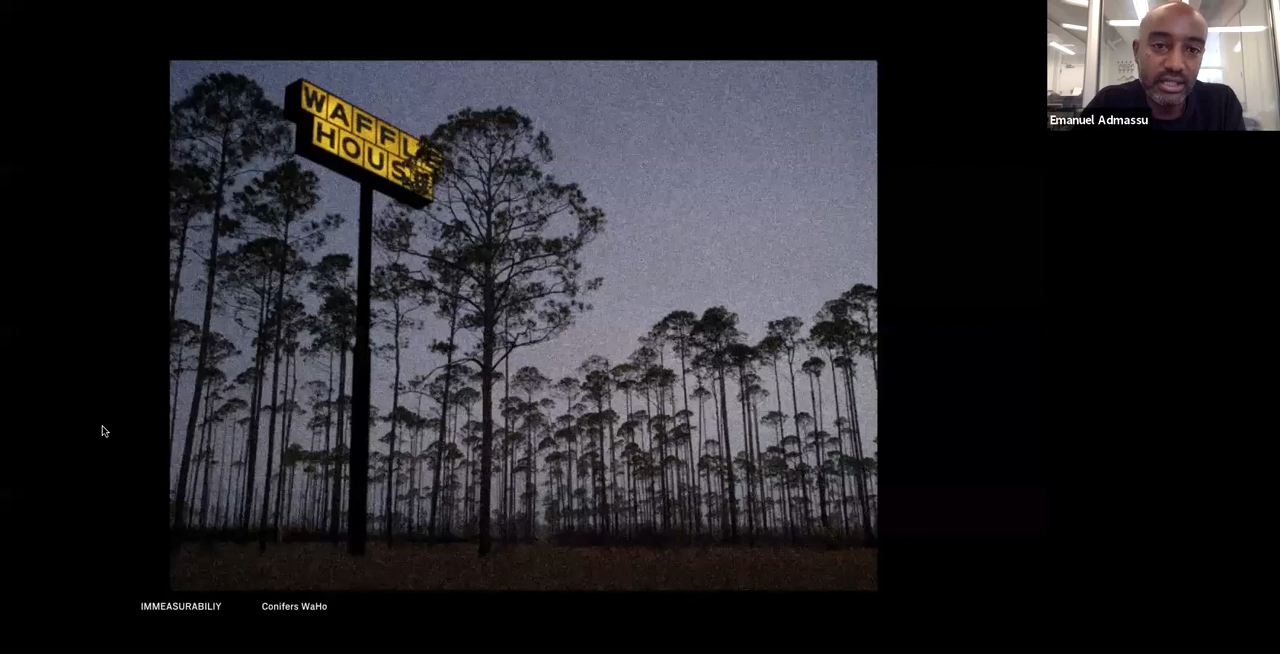 WAFFLE
HOUSE
Emanuel Admassu
IMMEASURABILIY
Conifers WaHo